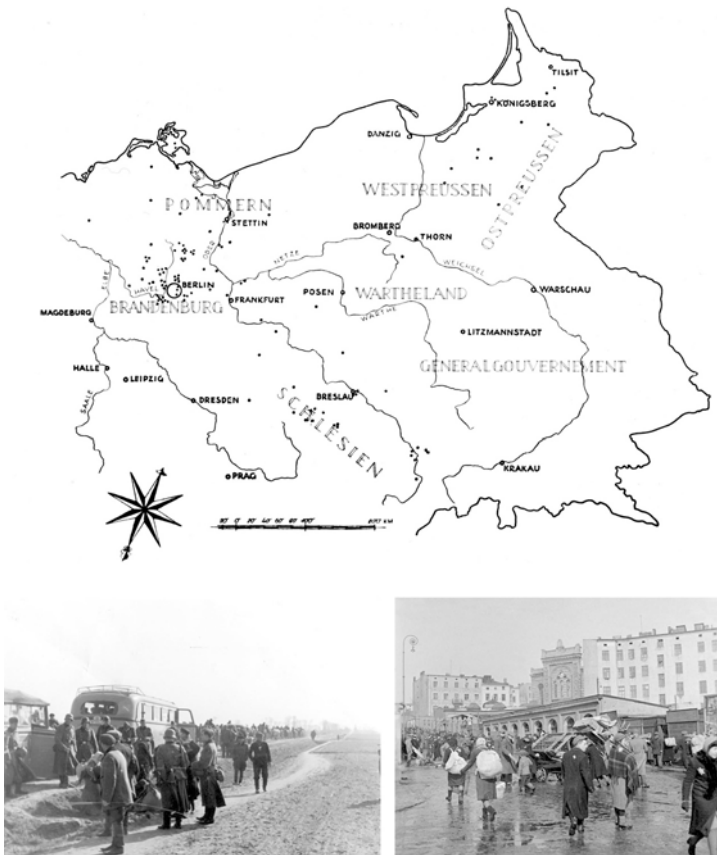 TILSIT
KÖNIGSBERG
DANZIG
OSTPREUSSEN
WESTPREUSSEN
POMMERN
STETTIN
BROMBERG
THORN
ODER
NETZE
WEICHSEL
ELBE
HAVEL
BERLIN
BRANDENBURG
FRANKFURT
POSEN
WARTHELAND
WARSCHAU
MAGDEBURG
WARTHE
LITZMANNSTADT
HALLE
LEIPZIG
GENERALGOUVERNEMENT
SAALE
DRESDEN
BRESLAU
SCHLESIEN
PRAG
KRAKAU